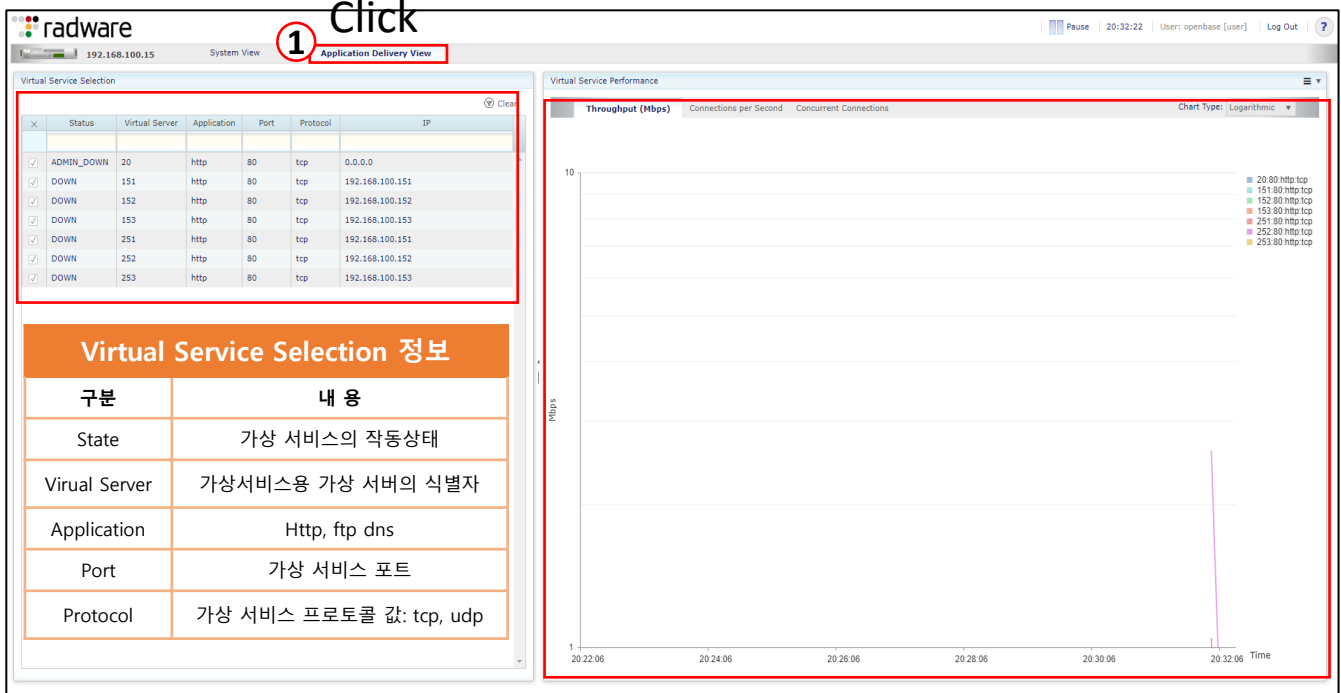 Click
radware
Pause 20:32:22 User: openbase [user] Log Out ?
192.168.100.15 System View 1 Application Delivery View
Virtual Service Selection
Clear
× Status Virtual Server Application Port Protocol IP
ADMIN_DOWN 20 http 80 tcp 0.0.0.0
DOWN 151 http 80 tcp 192.168.100.151
DOWN 152 http 80 tcp 192.168.100.152
DOWN 153 http 80 tcp 192.168.100.153
DOWN 251 http 80 tcp 192.168.100.151
DOWN 252 http 80 tcp 192.168.100.152
DOWN 253 http 80 tcp 192.168.100.153
Virtual Service Selection 정보
구분 내 용
State 가상 서비스의 작동상태
Virual Server 가상서비스용 가상 서버의 식별자
Application Http, ftp dns
Port 가상 서비스 포트
Protocol 가상 서비스 프로토콜 값: tcp, udp
Virtual Service Performance
Throughput (Mbps) Connections per Second Concurrent Connections Chart Type: Logarithmic
10
20:80:http:tcp
151:80:http:tcp
152:80:http:tcp
153:80:http:tcp
251:80:http:tcp
252:80:http:tcp
253:80:http:tcp
Mbps
1
20:22:06 20:24:06 20:26:06 20:28:06 20:30:06 20:32:06 Time